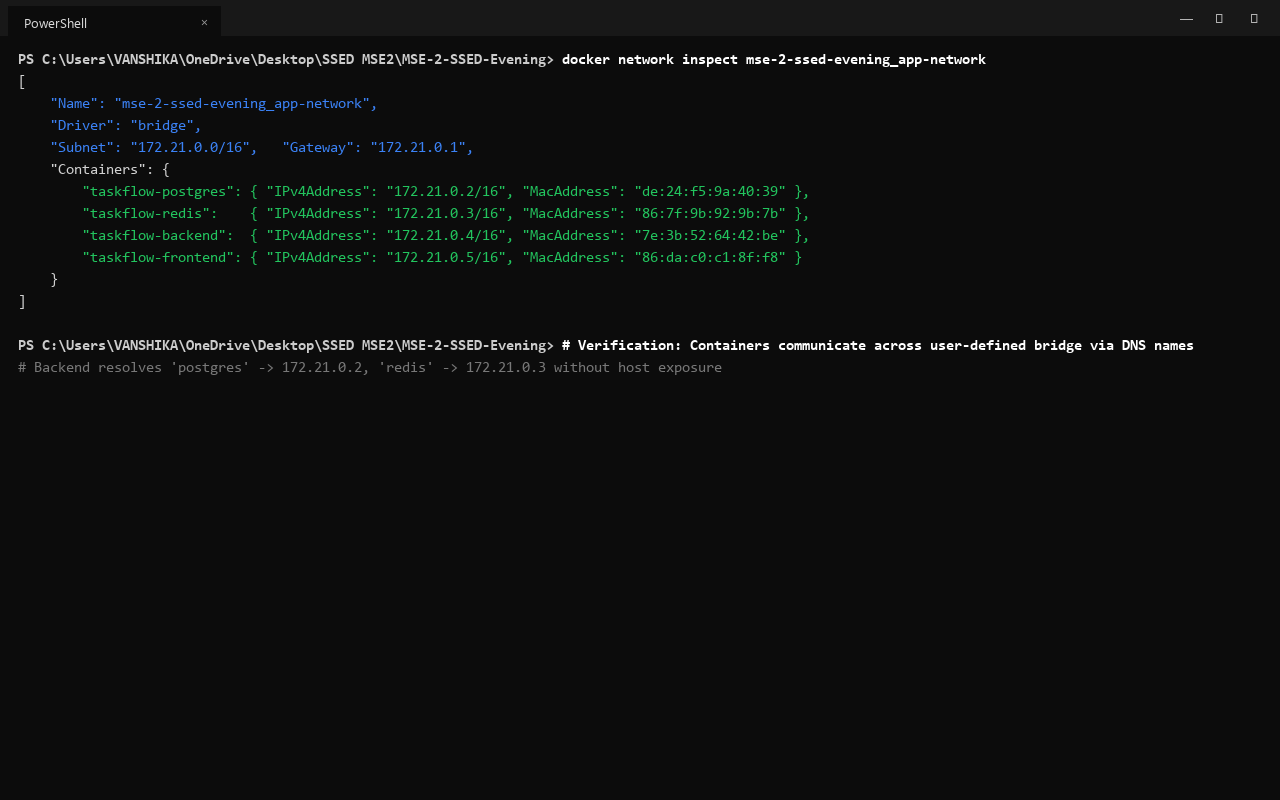 PowerShell ×
PS C:\Users\VANSHIKA\OneDrive\Desktop\SSED MSE2\MSE-2-SSED-Evening> docker network inspect mse-2-ssed-evening_app-network
[
    "Name": "mse-2-ssed-evening_app-network",
    "Driver": "bridge",
    "Subnet": "172.21.0.0/16",   "Gateway": "172.21.0.1",
    "Containers": {
        "taskflow-postgres": { "IPv4Address": "172.21.0.2/16", "MacAddress": "de:24:f5:9a:40:39" },
        "taskflow-redis":    { "IPv4Address": "172.21.0.3/16", "MacAddress": "86:7f:9b:92:9b:7b" },
        "taskflow-backend":  { "IPv4Address": "172.21.0.4/16", "MacAddress": "7e:3b:52:64:42:be" },
        "taskflow-frontend": { "IPv4Address": "172.21.0.5/16", "MacAddress": "86:da:c0:c1:8f:f8" }
    }
]
PS C:\Users\VANSHIKA\OneDrive\Desktop\SSED MSE2\MSE-2-SSED-Evening> # Verification: Containers communicate across user-defined bridge via DNS names
# Backend resolves 'postgres' -> 172.21.0.2, 'redis' -> 172.21.0.3 without host exposure